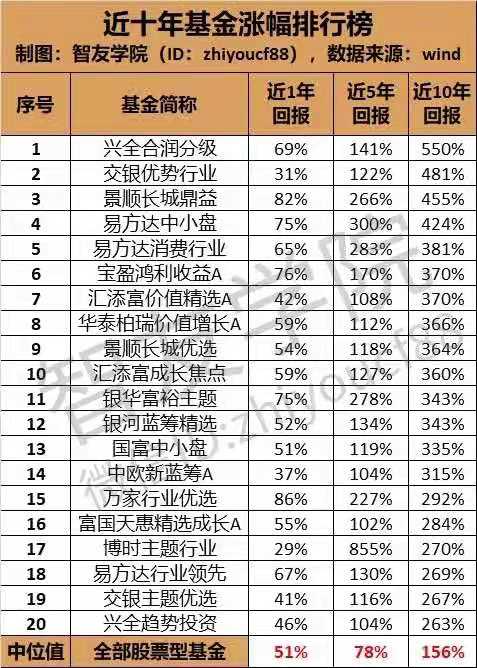 近十年基金涨幅排行榜
制图：智友学院（ID：zhiyoucf88），数据来源：wind
序号 基金简称 近1年回报 近5年回报 近10年回报
1 兴全合润分级 69% 141% 550%
2 交银优势行业 31% 122% 481%
3 景顺长城鼎益 82% 266% 455%
4 易方达中小盘 75% 300% 424%
5 易方达消费行业 65% 283% 381%
6 宝盈鸿利收益A 76% 170% 370%
7 汇添富价值精选A 42% 108% 370%
8 华泰柏瑞价值增长A 59% 112% 366%
9 景顺长城优选 54% 118% 364%
10 汇添富成长焦点 59% 127% 360%
11 银华富裕主题 75% 278% 343%
12 银河蓝筹精选 52% 134% 343%
13 国富中小盘 51% 119% 335%
14 中欧新蓝筹A 37% 104% 315%
15 万家行业优选 86% 227% 292%
16 富国天惠精选成长A 55% 102% 284%
17 博时主题行业 29% 855% 270%
18 易方达行业领先 67% 130% 269%
19 交银主题优选 41% 116% 267%
20 兴全趋势投资 46% 104% 263%
中位值 全部股票型基金 51% 78% 156%
智友学院
微信ID:zhiyoucf88